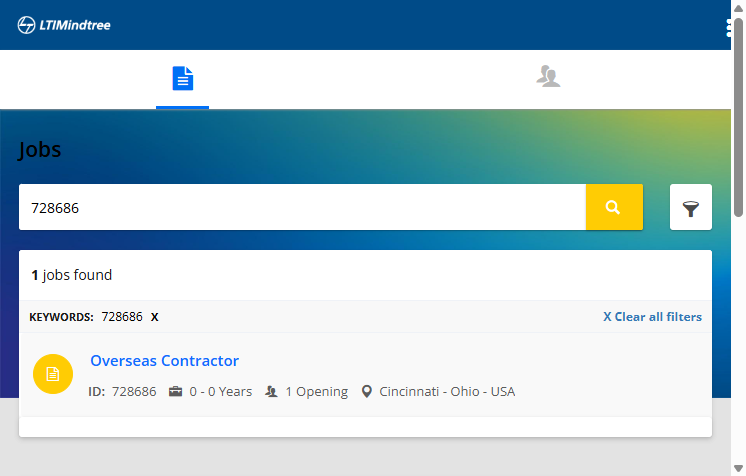 LTIMindtree
Jobs
728686
1 jobs found
KEYWORDS: 728686 X
X Clear all filters
Overseas Contractor
ID: 728686 0 - 0 Years 1 Opening Cincinnati - Ohio - USA